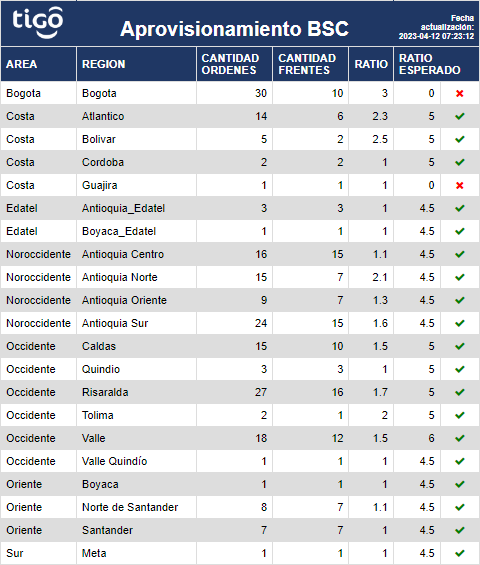 tigo
Aprovisionamiento BSC
Fecha
actualización:
2023-04-12 07:23:12
AREA REGION CANTIDAD ORDENES CANTIDAD FRENTES RATIO RATIO ESPERADO
Bogota Bogota 30 10 3 0 ✖
Costa Atlantico 14 6 2.3 5 ✔
Costa Bolivar 5 2 2.5 5 ✔
Costa Cordoba 2 2 1 5 ✔
Costa Guajira 1 1 1 0 ✖
Edatel Antioquia_Edatel 3 3 1 4.5 ✔
Edatel Boyaca_Edatel 1 1 1 4.5 ✔
Noroccidente Antioquia Centro 16 15 1.1 4.5 ✔
Noroccidente Antioquia Norte 15 7 2.1 4.5 ✔
Noroccidente Antioquia Oriente 9 7 1.3 4.5 ✔
Noroccidente Antioquia Sur 24 15 1.6 4.5 ✔
Occidente Caldas 15 10 1.5 5 ✔
Occidente Quindio 3 3 1 5 ✔
Occidente Risaralda 27 16 1.7 5 ✔
Occidente Tolima 2 1 2 5 ✔
Occidente Valle 18 12 1.5 6 ✔
Occidente Valle Quindío 1 1 1 4.5 ✔
Oriente Boyaca 1 1 1 4.5 ✔
Oriente Norte de Santander 8 7 1.1 4.5 ✔
Oriente Santander 7 7 1 4.5 ✔
Sur Meta 1 1 1 4.5 ✔